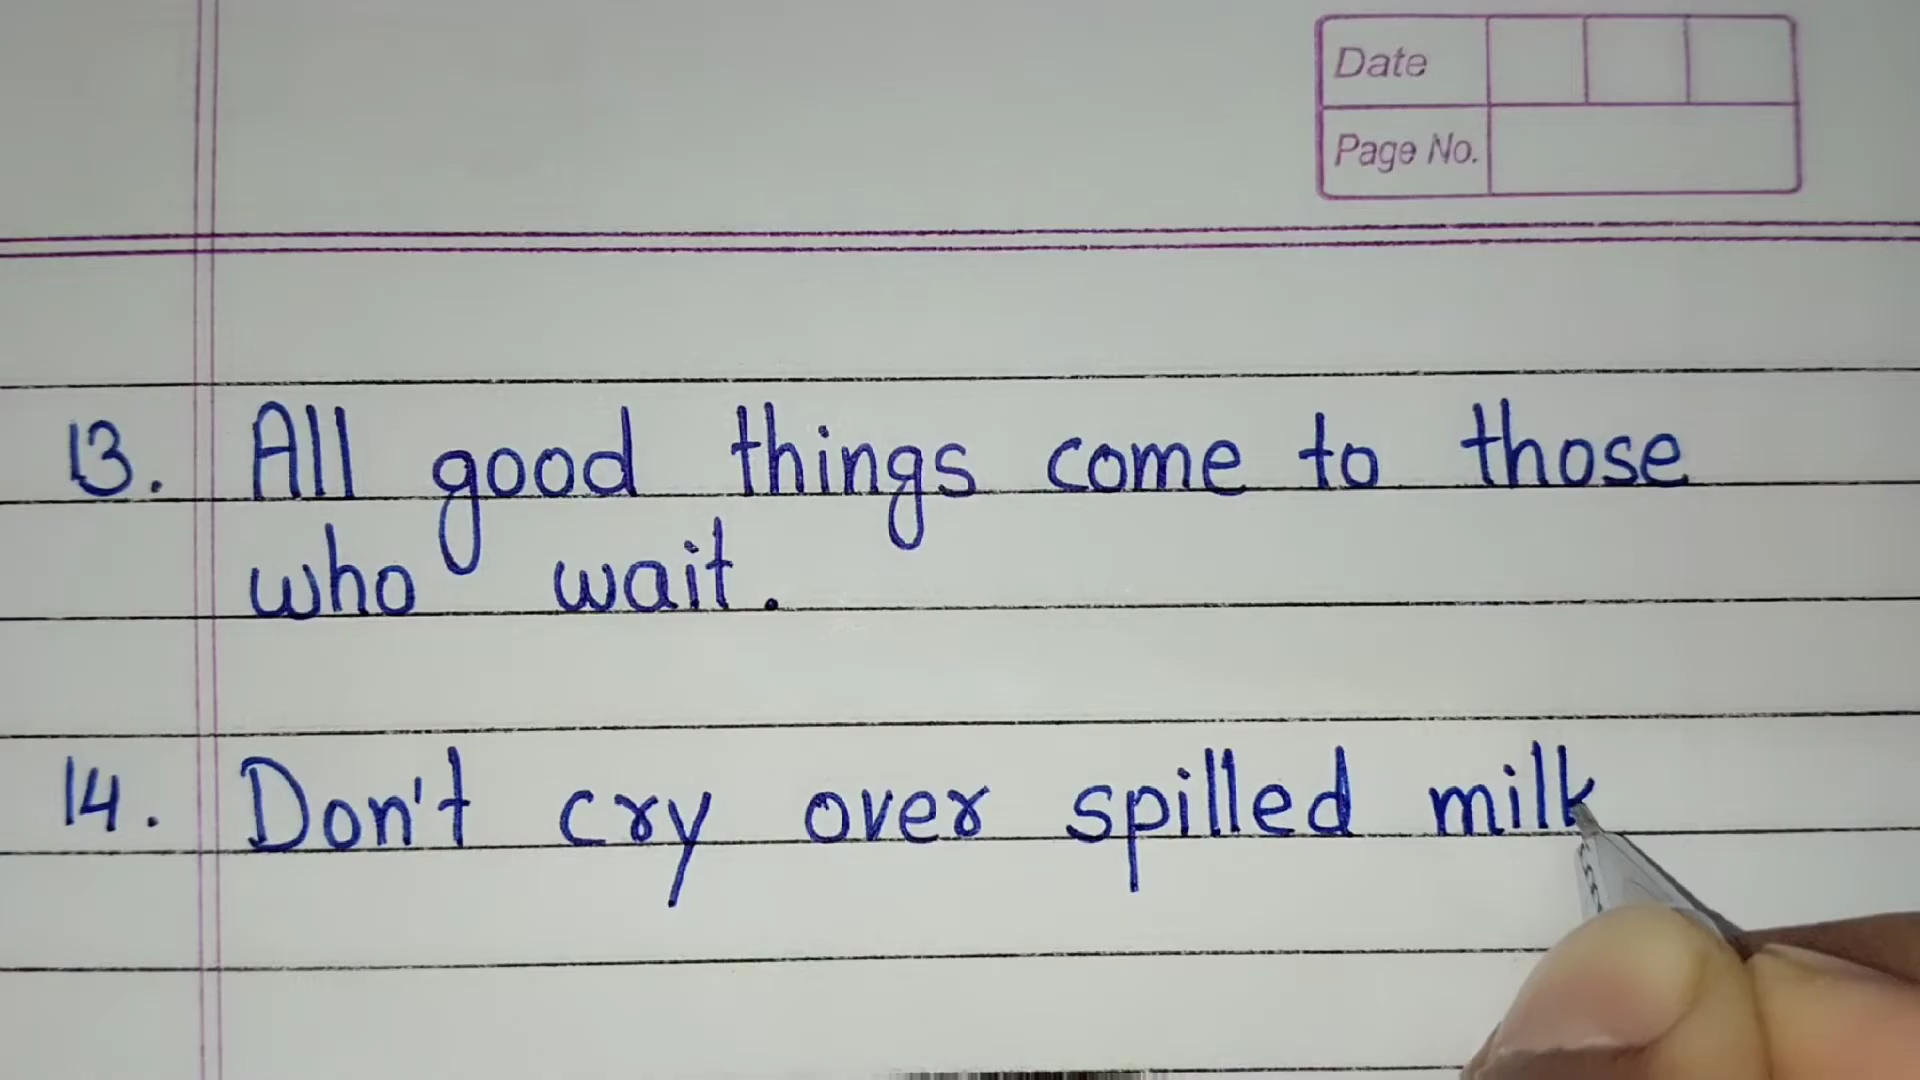 Date
Page No.
13. All good things come to those
who wait.
14. Don't cry over spilled milk